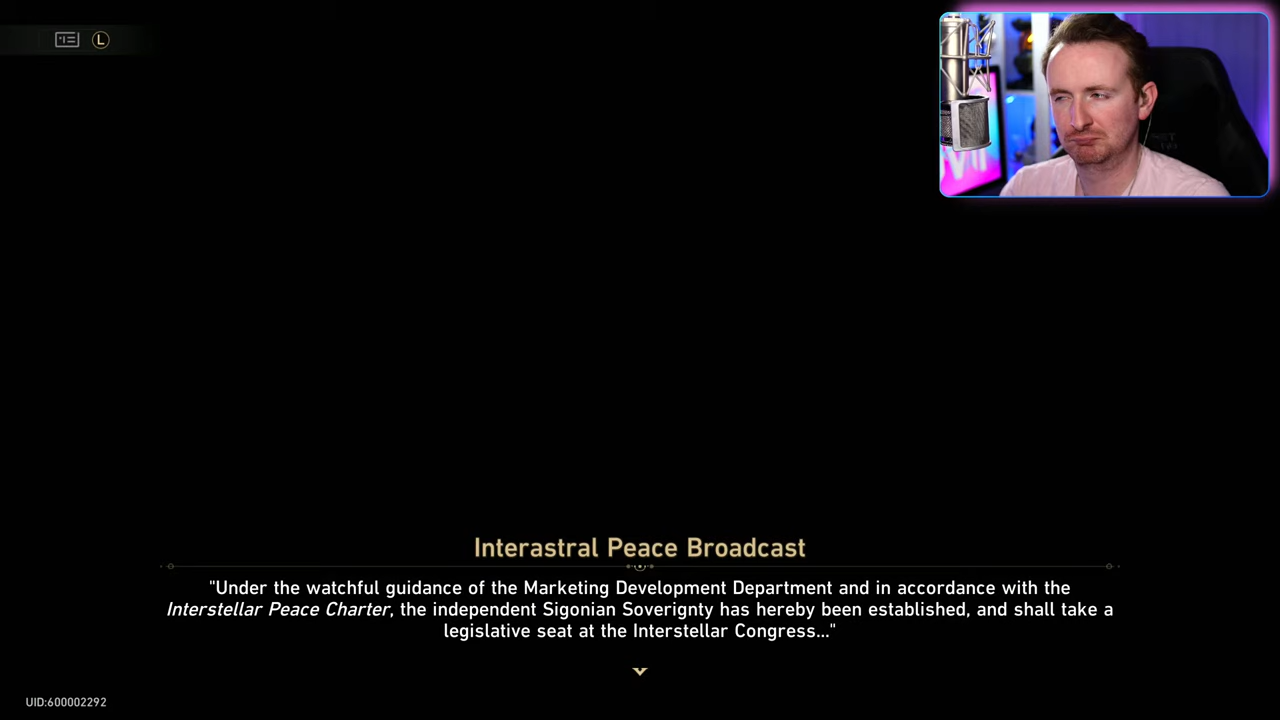 L
Interastral Peace Broadcast
"Under the watchful guidance of the Marketing Development Department and in accordance with the
Interstellar Peace Charter, the independent Sigonian Soverignty has hereby been established, and shall take a
legislative seat at the Interstellar Congress..."
UID:600002292